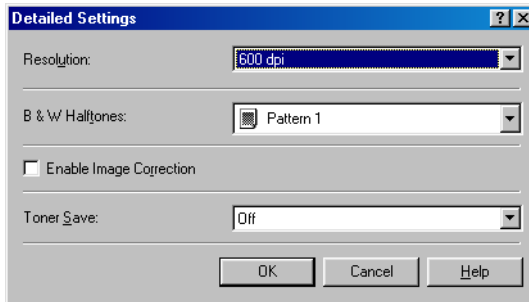 Detailed Settings
Resolution: 600 dpi
B & W Halftones: Pattern 1
Enable Image Correction
Toner Save: Off
OK Cancel Help